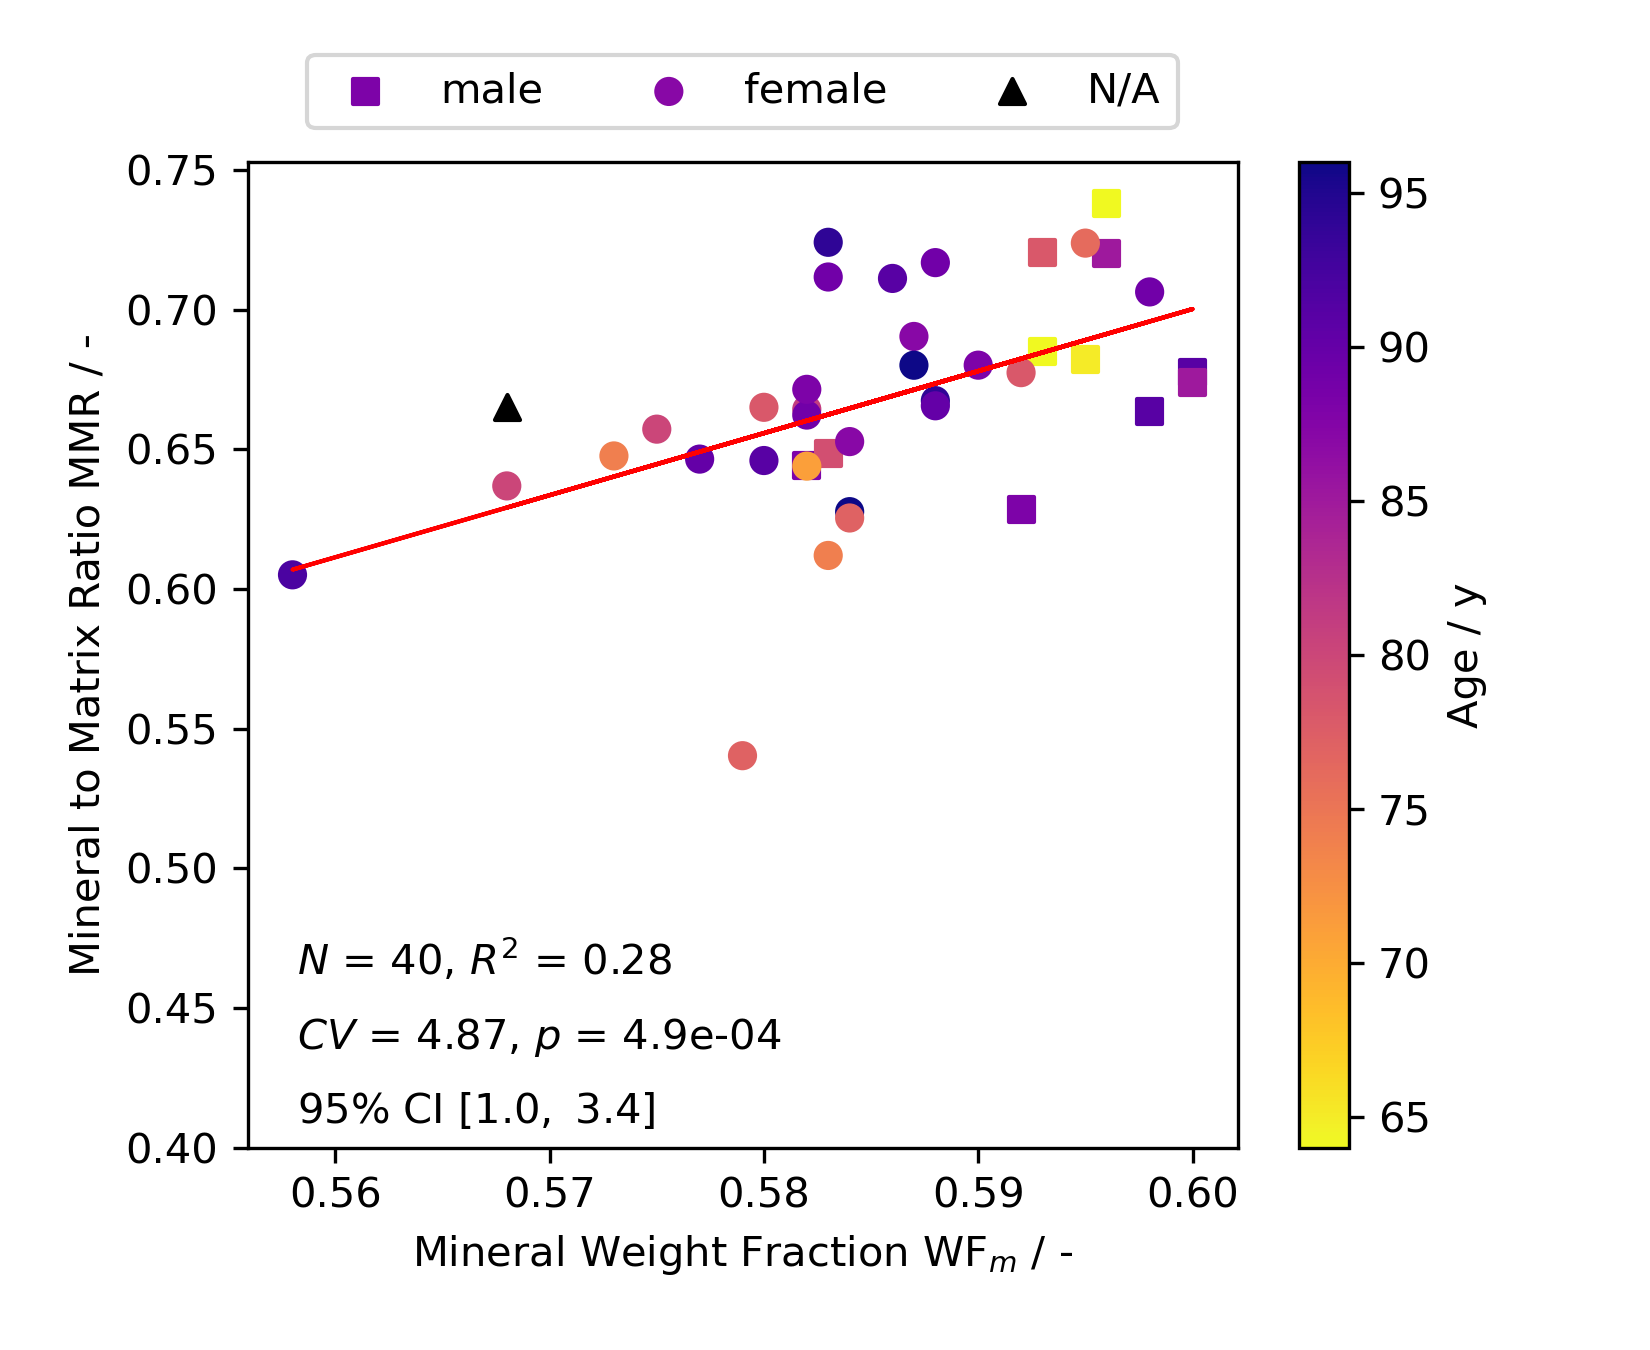 male female N/A
0.75
0.70
0.65
0.60
0.55
0.50
0.45
0.40
Mineral to Matrix Ratio MMR / -
N = 40, R² = 0.28
CV = 4.87, p = 4.9e-04
95% CI [1.0, 3.4]
0.56 0.57 0.58 0.59 0.60
Mineral Weight Fraction WFₘ / -
95
90
85
80
75
70
65
Age / y